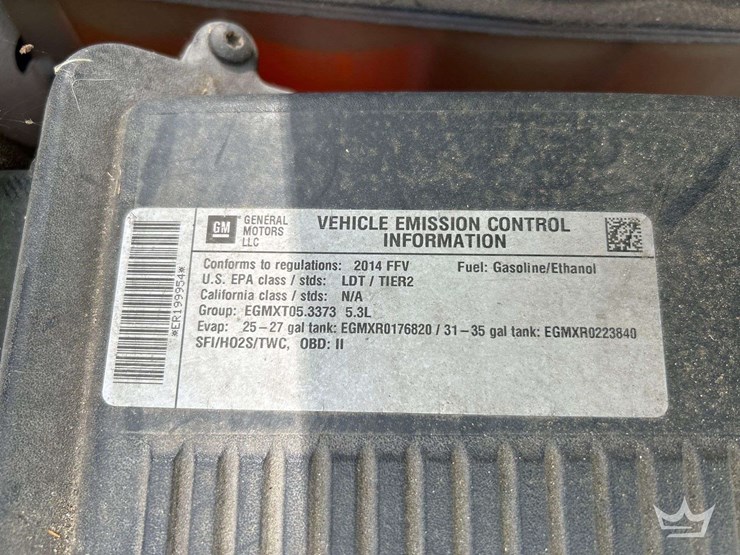 GM
GENERAL
MOTORS
LLC
VEHICLE EMISSION CONTROL
INFORMATION
Conforms to regulations: 2014 FFV Fuel: Gasoline/Ethanol
U.S. EPA class / stds: LDT / TIER2
California class / stds: N/A
Group: EGMXT05.3373 5.3L
Evap: 25-27 gal tank: EGMXR0176820 / 31-35 gal tank: EGMXR0223840
SFI/HO2S/TWC, OBD: II
*ER199954*